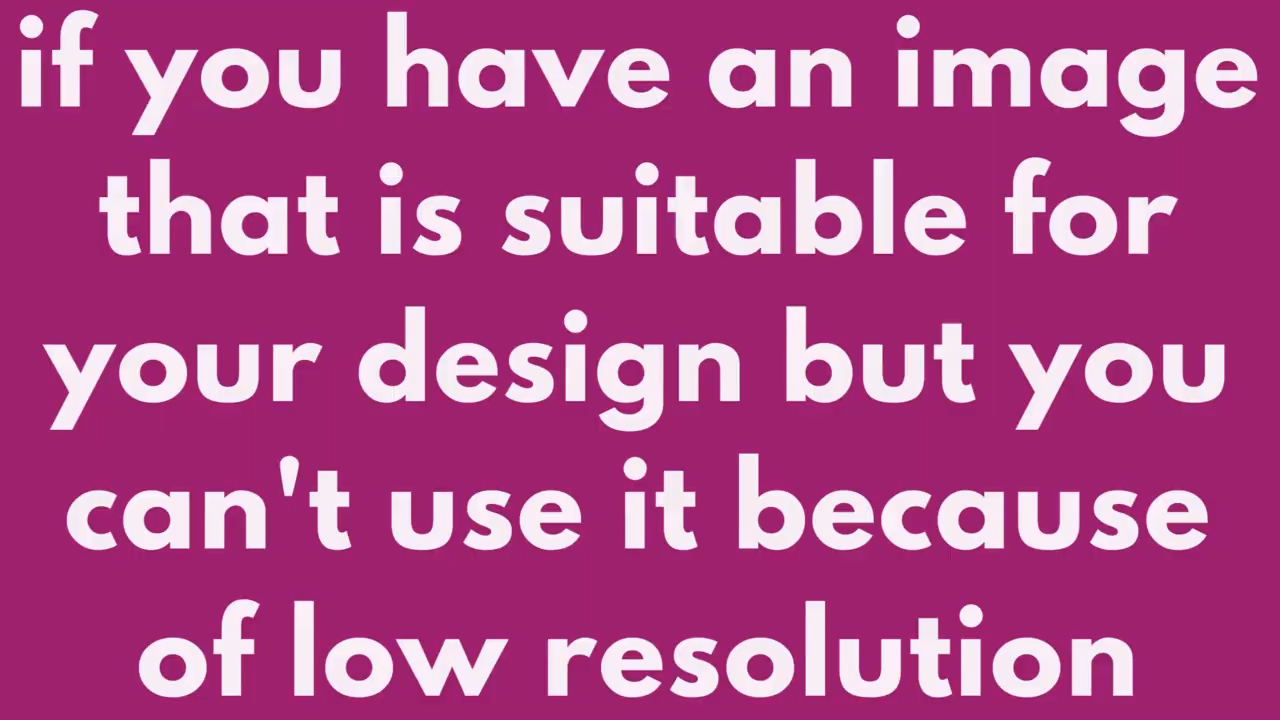 if you have an image
that is suitable for
your design but you
can't use it because
of low resolution